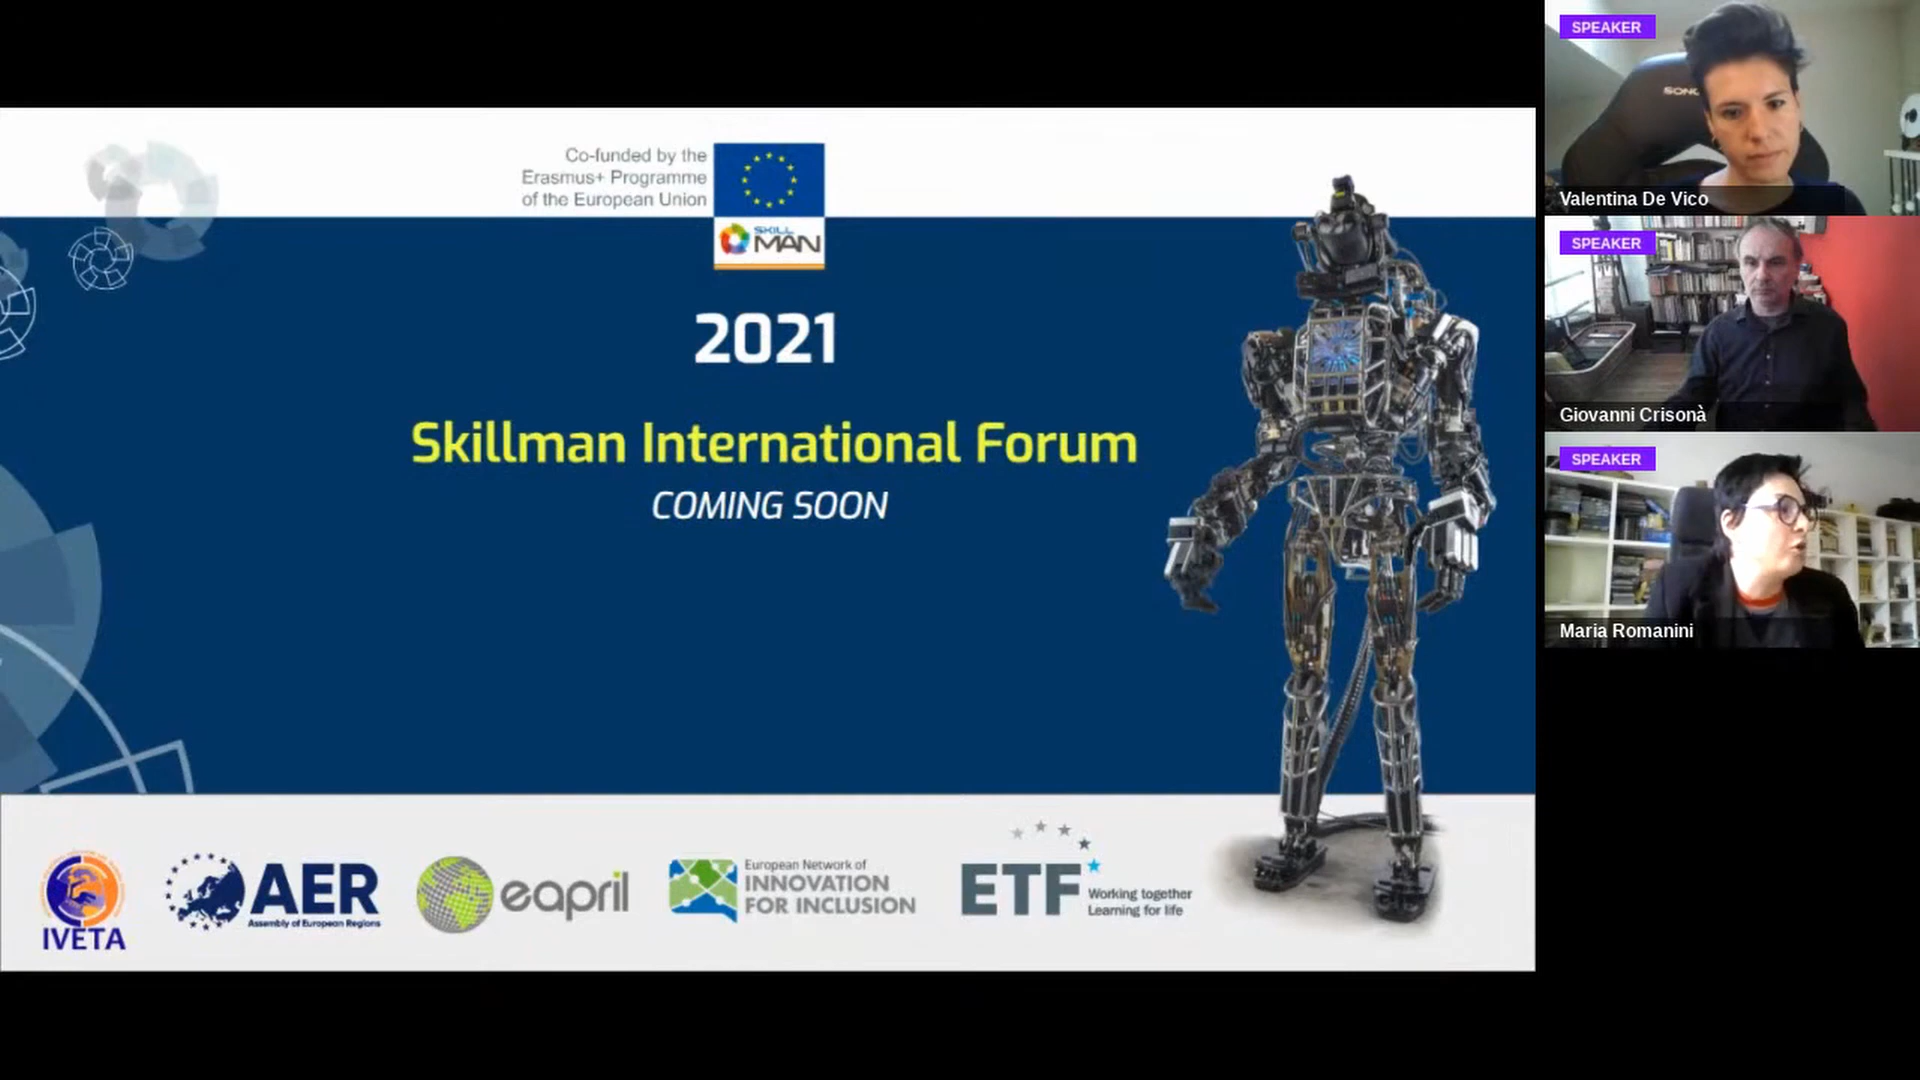 Co-funded by the
Erasmus+ Programme
of the European Union
SKILL
MAN
2021
Skillman International Forum
COMING SOON
IVETA
AER
Assembly of European Regions
eapril
European Network of
INNOVATION
FOR INCLUSION
ETF
Working together
Learning for life
SPEAKER
Valentina De Vico
SPEAKER
Giovanni Crisonà
SPEAKER
Maria Romanini